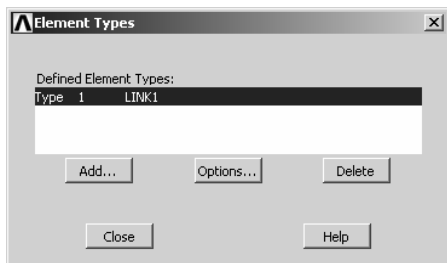 Element Types
Defined Element Types:
Type 1 LINK1
Add... Options... Delete
Close Help